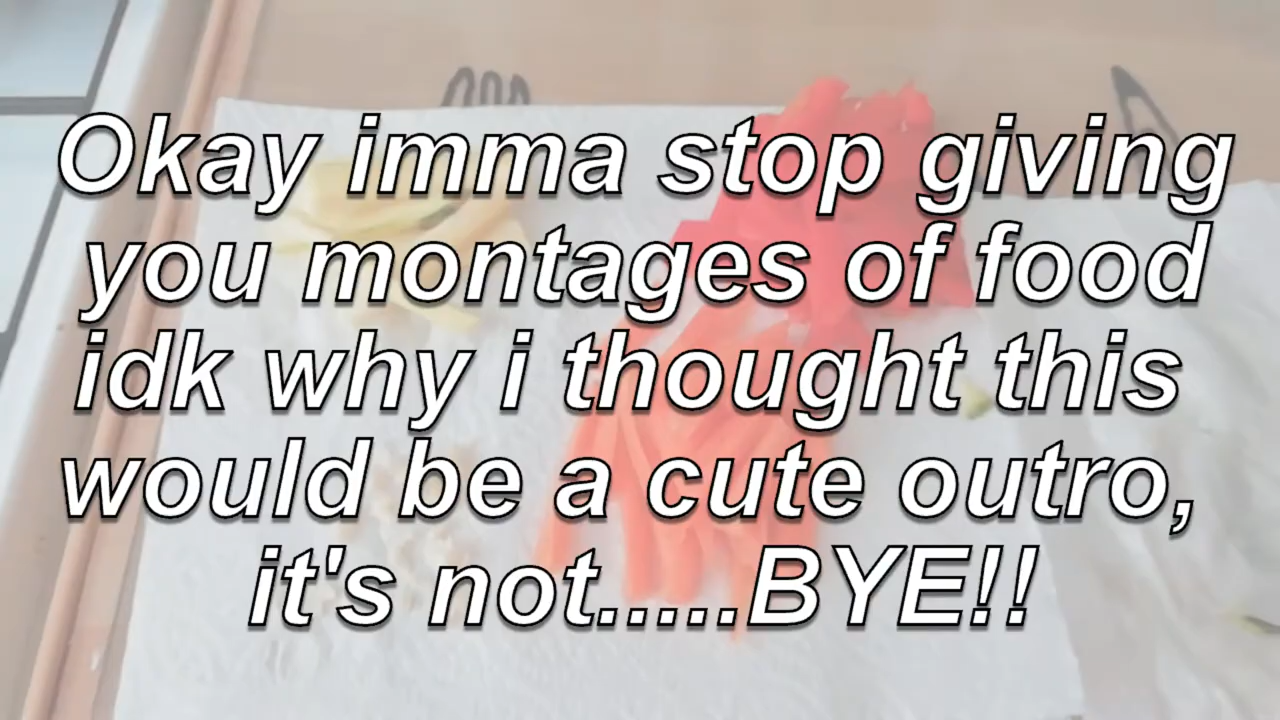 Okay imma stop giving
you montages of food
idk why i thought this
would be a cute outro,
it's not.....BYE!!